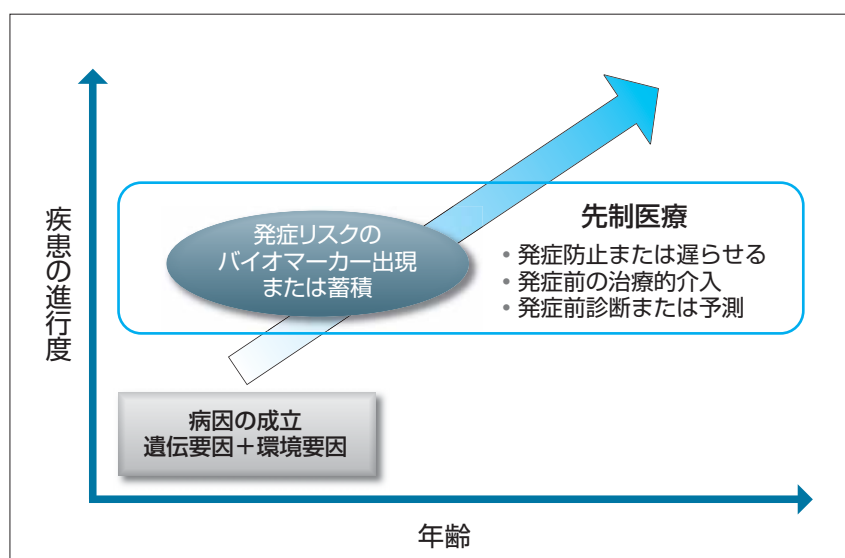 疾患の進行度
発症リスクの
バイオマーカー出現
または蓄積
先制医療
・発症防止または遅らせる
・発症前の治療的介入
・発症前診断または予測
病因の成立
遺伝要因＋環境要因
年齢